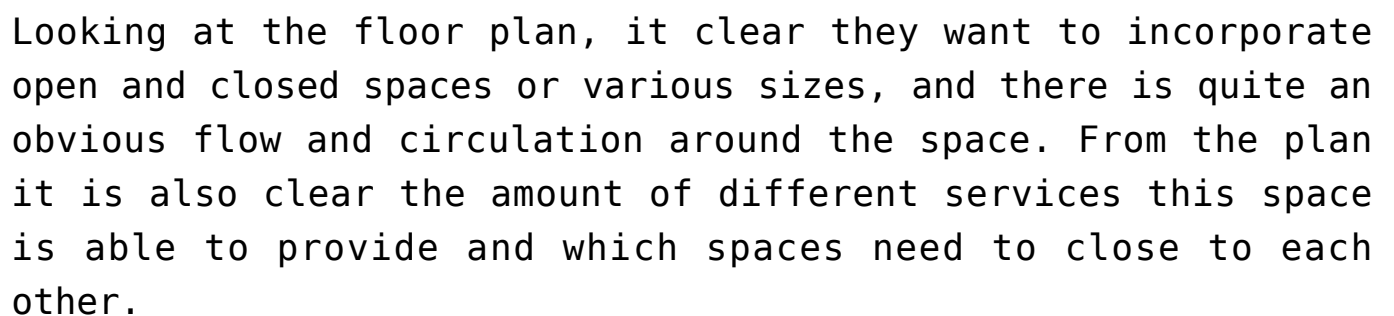 Looking at the floor plan, it clear they want to incorporate
open and closed spaces or various sizes, and there is quite an
obvious flow and circulation around the space. From the plan
it is also clear the amount of different services this space
is able to provide and which spaces need to close to each
other.